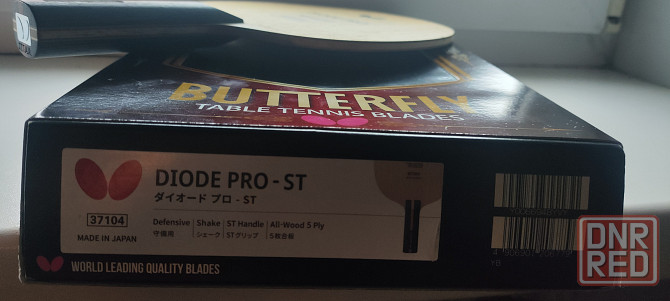 BUTTERFLY
TABLE TENNIS BLADES
DIODE PRO - ST
ダイオード プロ - ST
37104
MADE IN JAPAN
Defensive Shake ST Handle All-Wood 5 Ply
守備用 シェーク STグリップ 5枚合板
WORLD LEADING QUALITY BLADES
DNR
RED